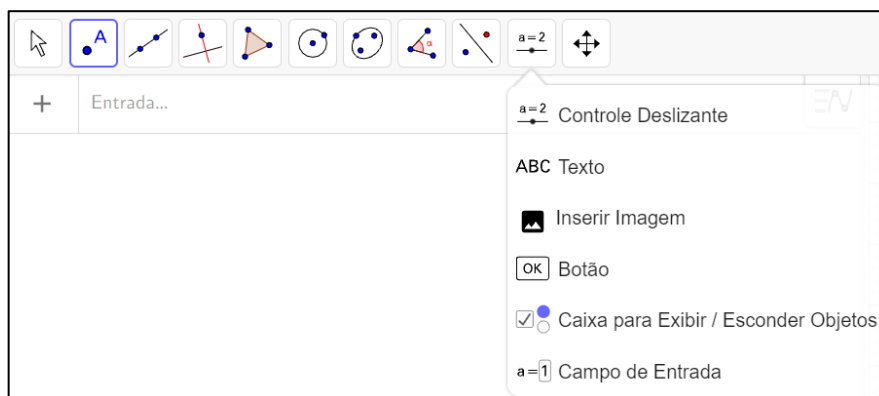 A α a=2
+ Entrada...
a=2 Controle Deslizante
ABC Texto
Inserir Imagem
OK Botão
Caixa para Exibir / Esconder Objetos
a=1 Campo de Entrada